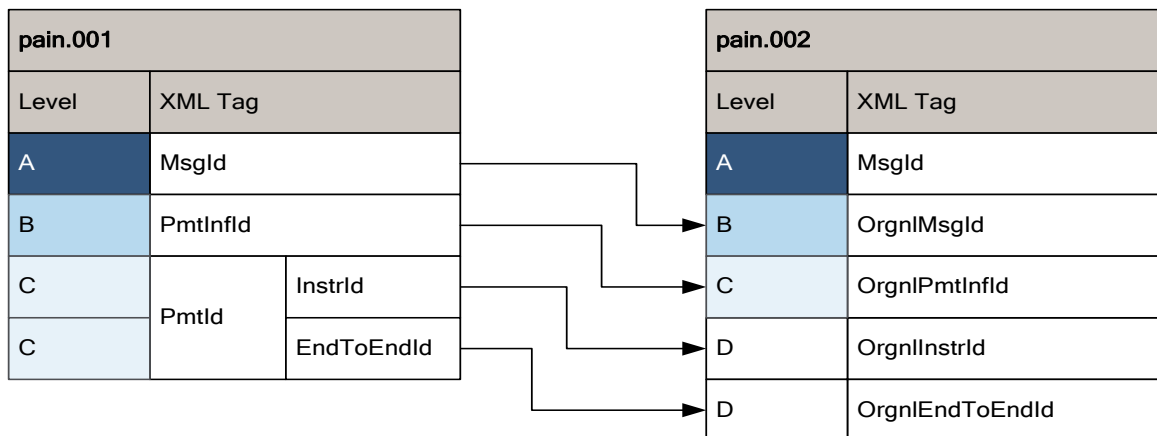 pain.001
Level XML Tag
A MsgId
B PmtInfId
C PmtId InstrId
C EndToEndId
pain.002
Level XML Tag
A MsgId
B OrgnlMsgId
C OrgnlPmtInfId
D OrgnlInstrId
D OrgnlEndToEndId